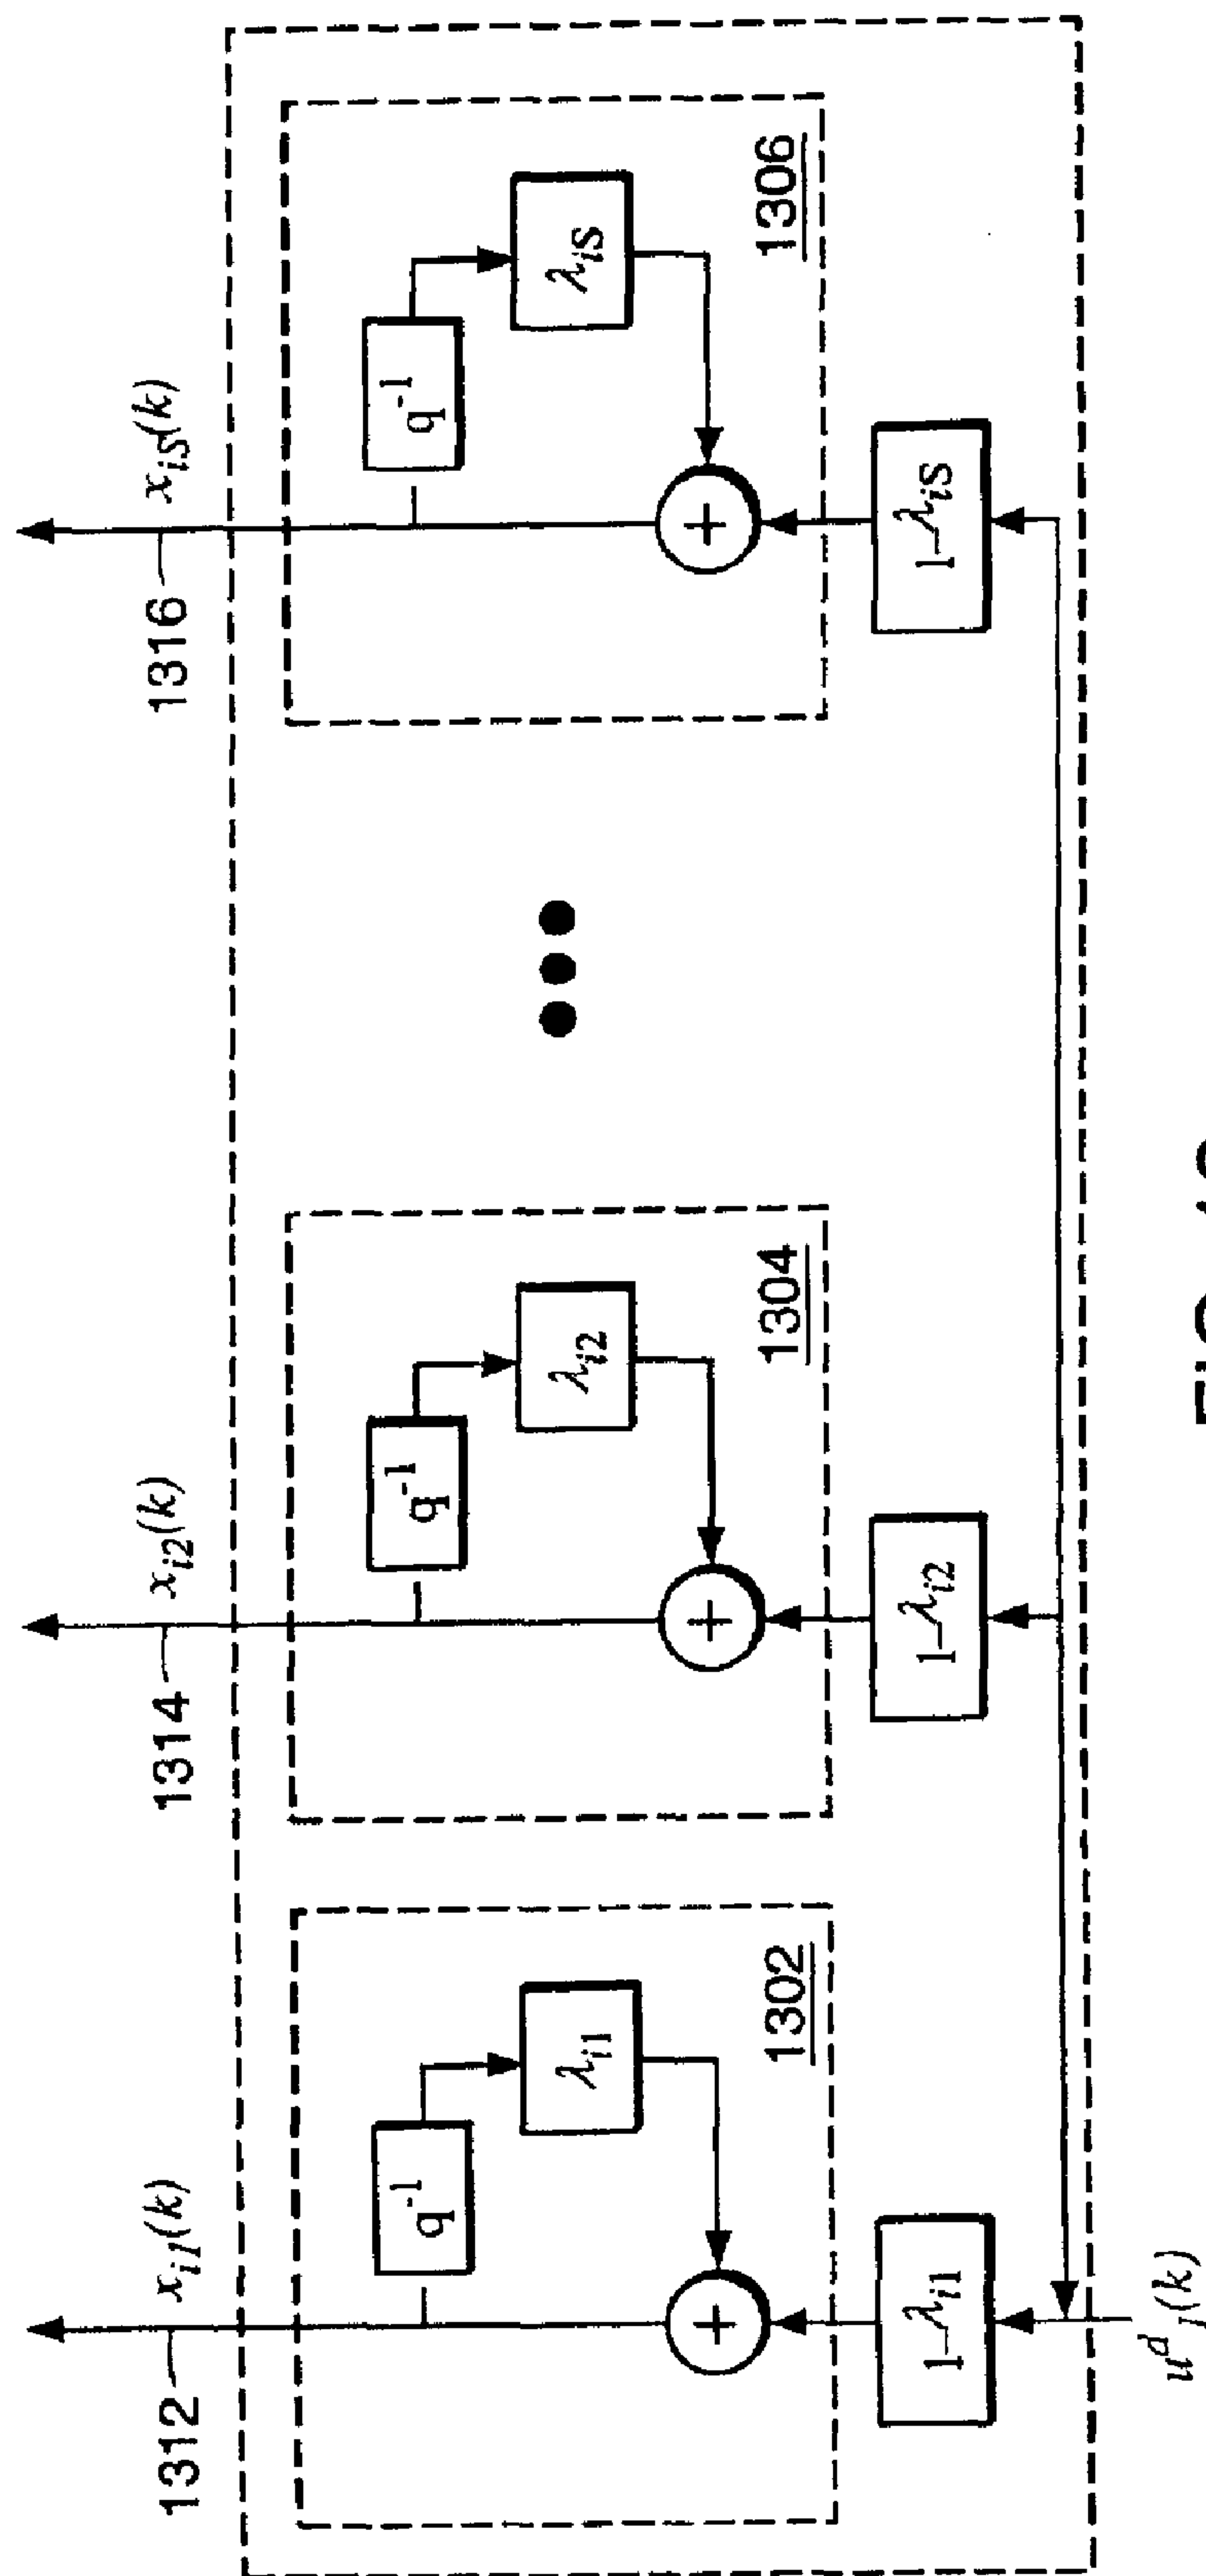 1312
x_{i1}(k)
1314
x_{i2}(k)
1316
x_{iS}(k)
q^{-1}
λ_{i1}
+
1302
q^{-1}
λ_{i2}
+
1304
q^{-1}
λ_{iS}
+
1306
1-λ_{i1}
1-λ_{i2}
1-λ_{iS}
u^d_I(k)